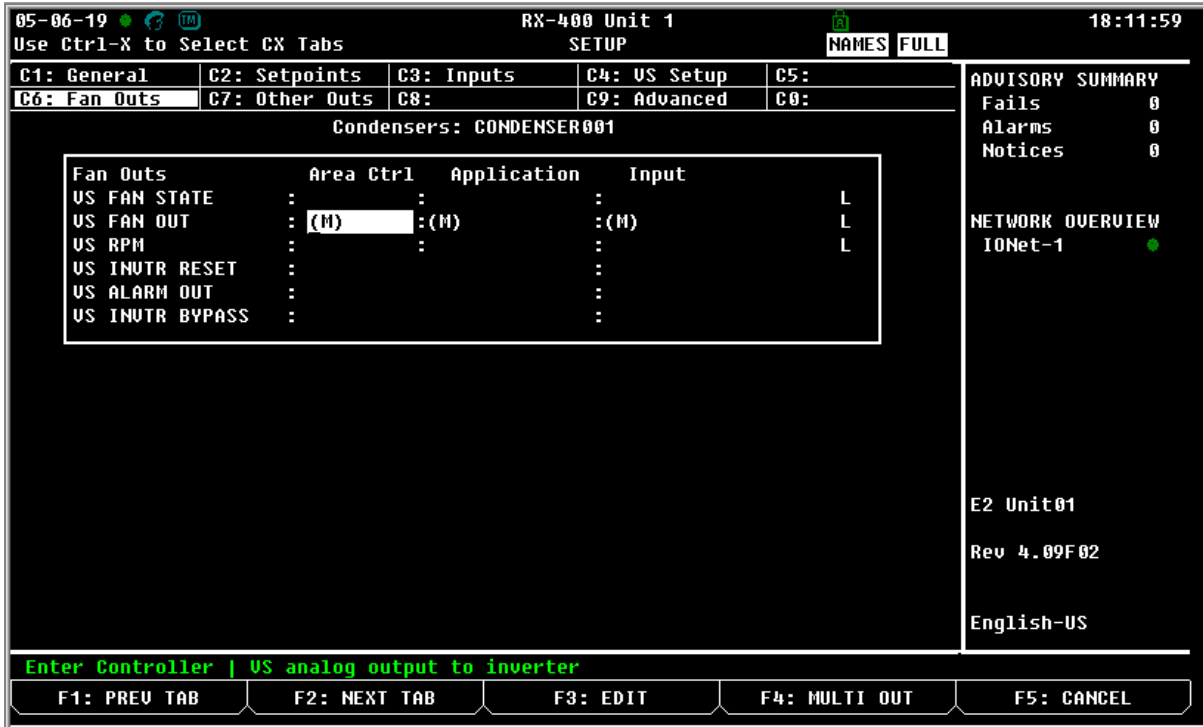 05-06-19 TM RX-400 Unit 1 A 18:11:59
Use Ctrl-X to Select CX Tabs SETUP NAMES FULL
C1: General C2: Setpoints C3: Inputs C4: VS Setup C5:
C6: Fan Outs C7: Other Outs C8: C9: Advanced C0:
Condensers: CONDENSER001
Fan Outs Area Ctrl Application Input
VS FAN STATE : : : L
VS FAN OUT : (M) :(M) :(M) L
VS RPM : : : L
VS INVTR RESET : :
VS ALARM OUT : :
VS INVTR BYPASS : :
ADVISORY SUMMARY
Fails 0
Alarms 0
Notices 0
NETWORK OVERVIEW
IONet-1
E2 Unit01
Rev 4.09F02
English-US
Enter Controller | VS analog output to inverter
F1: PREV TAB F2: NEXT TAB F3: EDIT F4: MULTI OUT F5: CANCEL